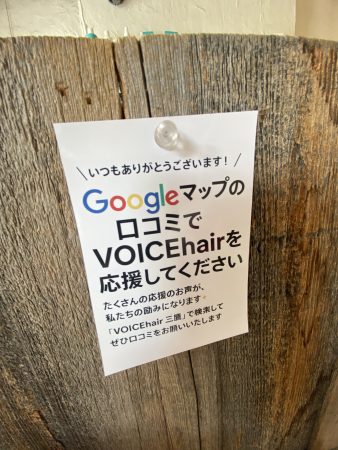 \ いつもありがとうございます! /
Googleマップの
口コミで
VOICEhairを
応援してください
たくさんの応援のお声が、
私たちの励みになります✨
「VOICEhair 三鷹」で検索して
ぜひ口コミをお願いいたします